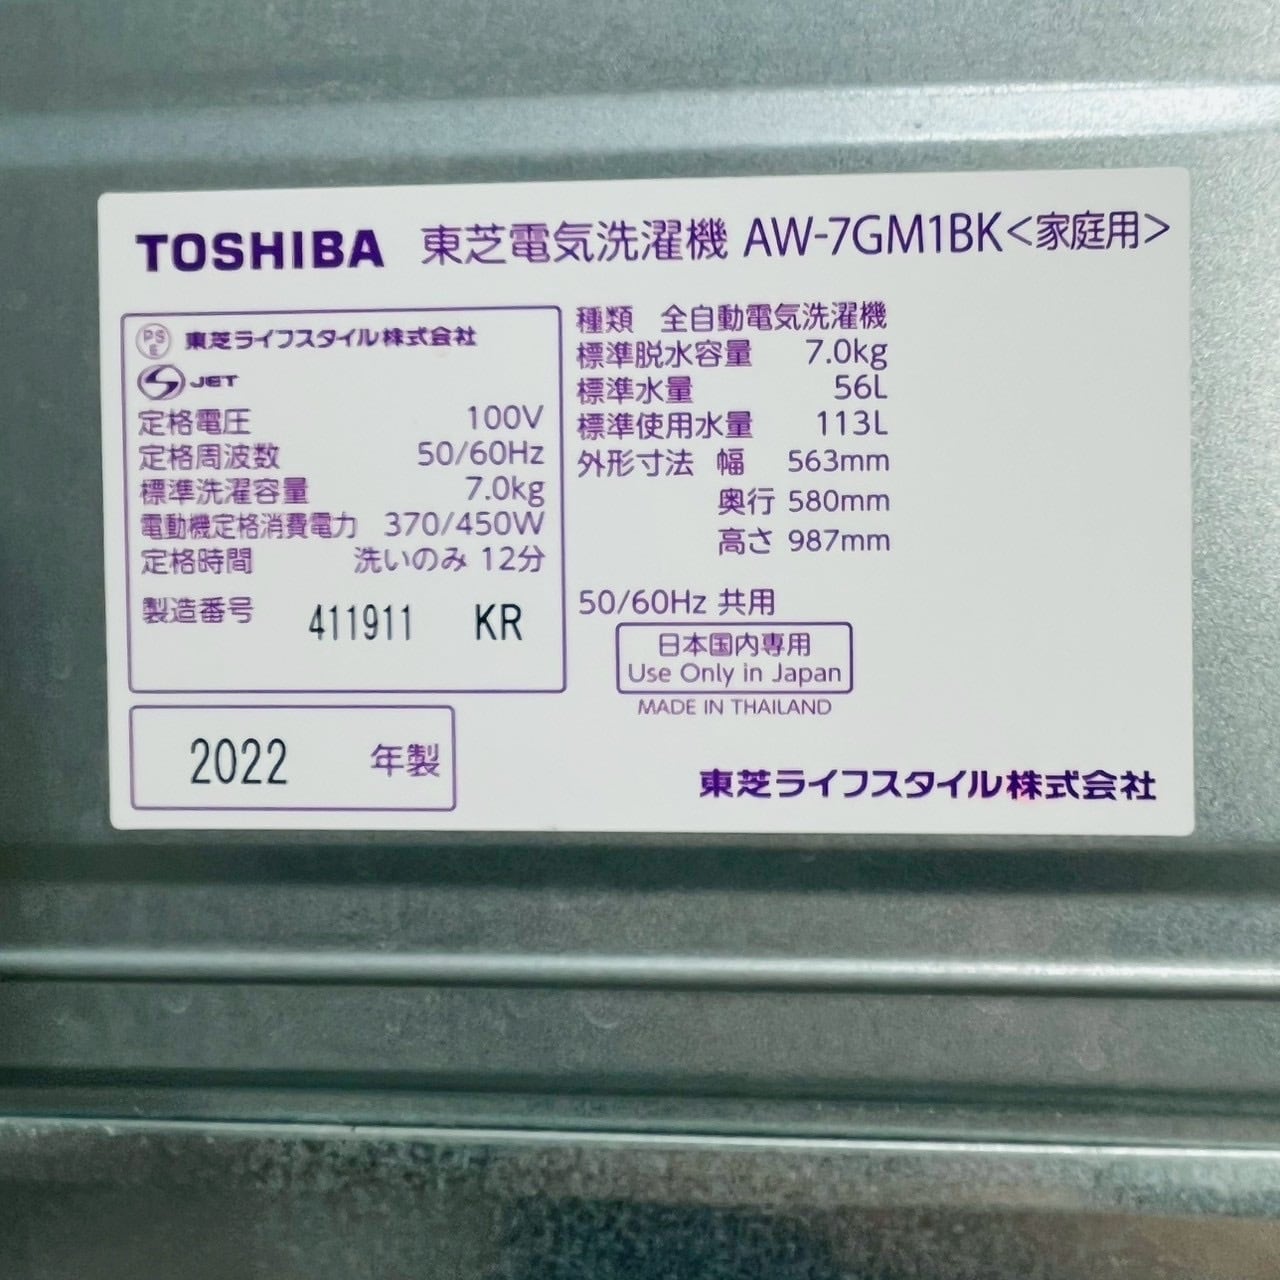 TOSHIBA 東芝電気洗濯機 AW-7GM1BK<家庭用>
PSE 東芝ライフスタイル株式会社
S JET
定格電圧 100V
定格周波数 50/60Hz
標準洗濯容量 7.0kg
電動機定格消費電力 370/450W
定格時間 洗いのみ 12分
製造番号 411911 KR
2022 年製
種類 全自動電気洗濯機
標準脱水容量 7.0kg
標準水量 56L
標準使用水量 113L
外形寸法 幅 563mm
奥行 580mm
高さ 987mm
50/60Hz 共用
日本国内専用
Use Only in Japan
MADE IN THAILAND
東芝ライフスタイル株式会社